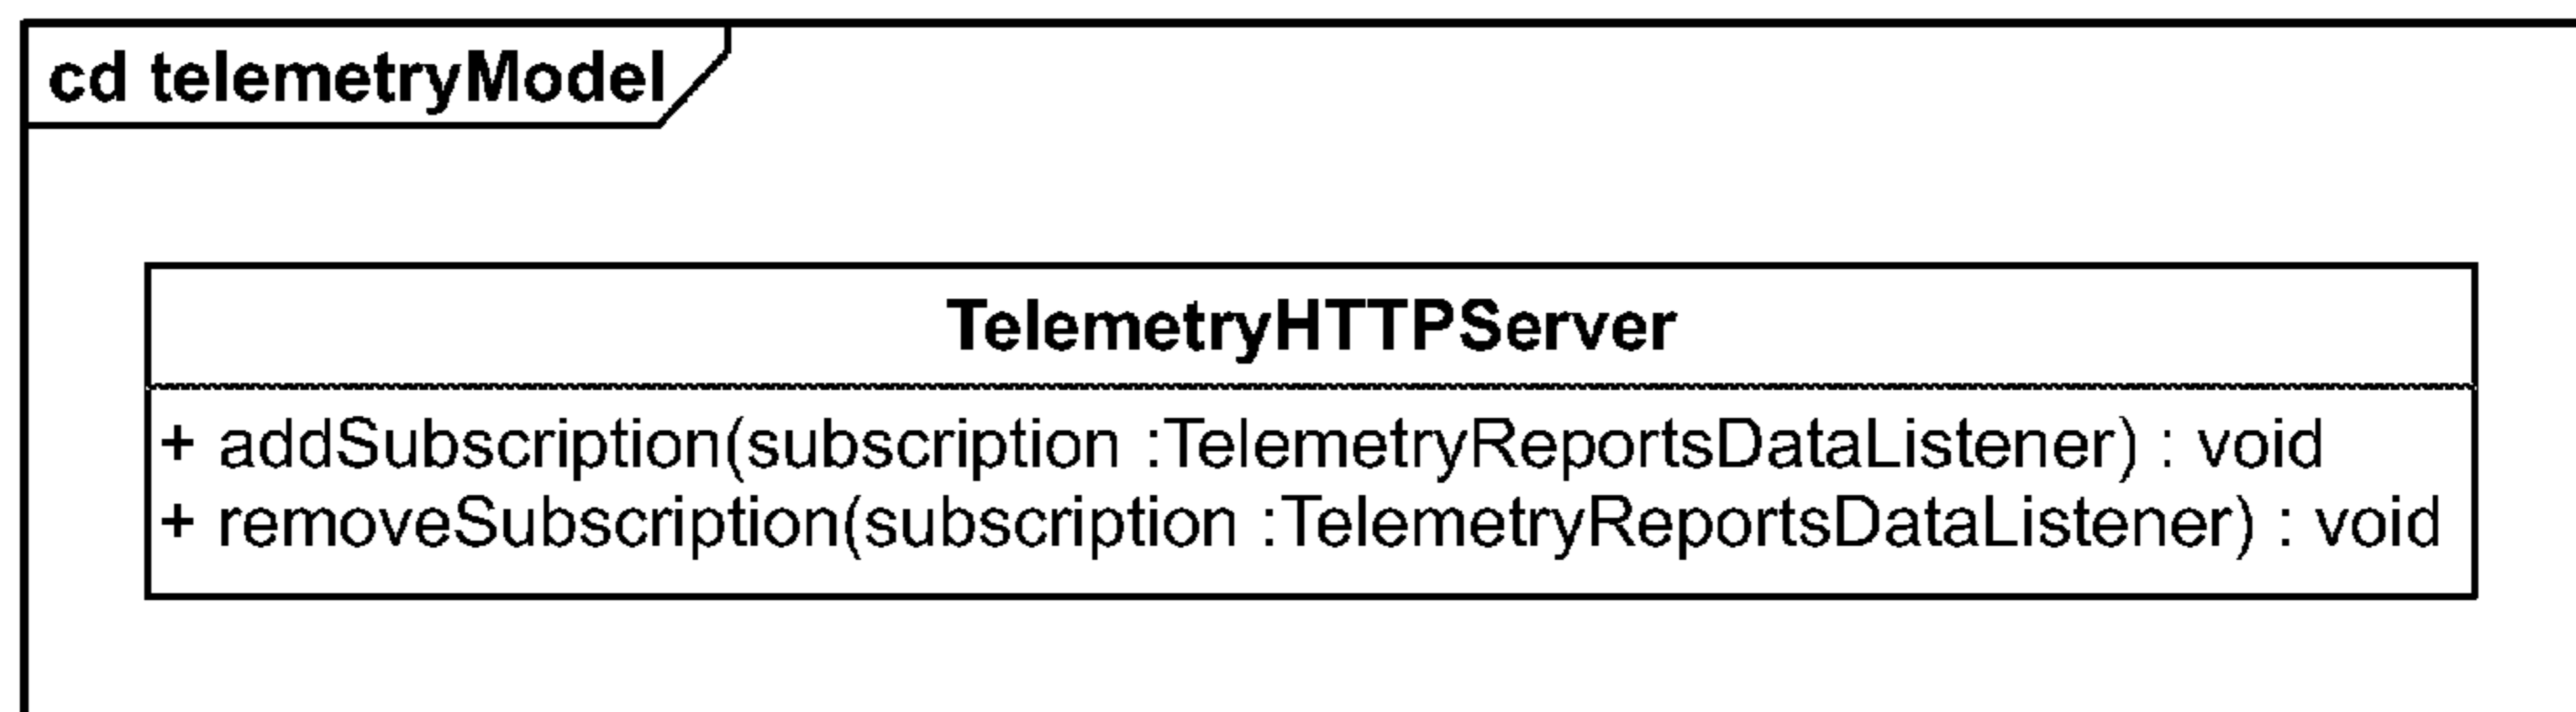 cd telemetryModel
TelemetryHTTPServer
+ addSubscription(subscription :TelemetryReportsDataListener) : void
+ removeSubscription(subscription :TelemetryReportsDataListener) : void